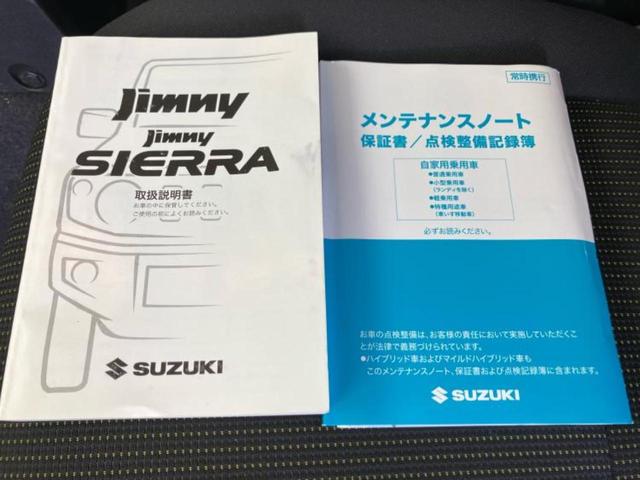 Jimny
Jimny
SIERRA
取扱説明書
お車の中に保管してください。
ご使用の前によくお読みください。
SUZUKI
常時携行
メンテナンスノート
保証書／点検整備記録簿
自家用乗用車
●普通乗用車
●小型乗用車
(ランディを除く)
●軽乗用車
●特種用途車
(車いす移動車)
必ずお読みください。
お車の点検整備は、お客様の責任において実施していただくこ
とが法律で義務づけられています。
●ハイブリッド車およびマイルドハイブリッド車も
このメンテナンスノート、保証書および点検記録簿に含まれます。
SUZUKI